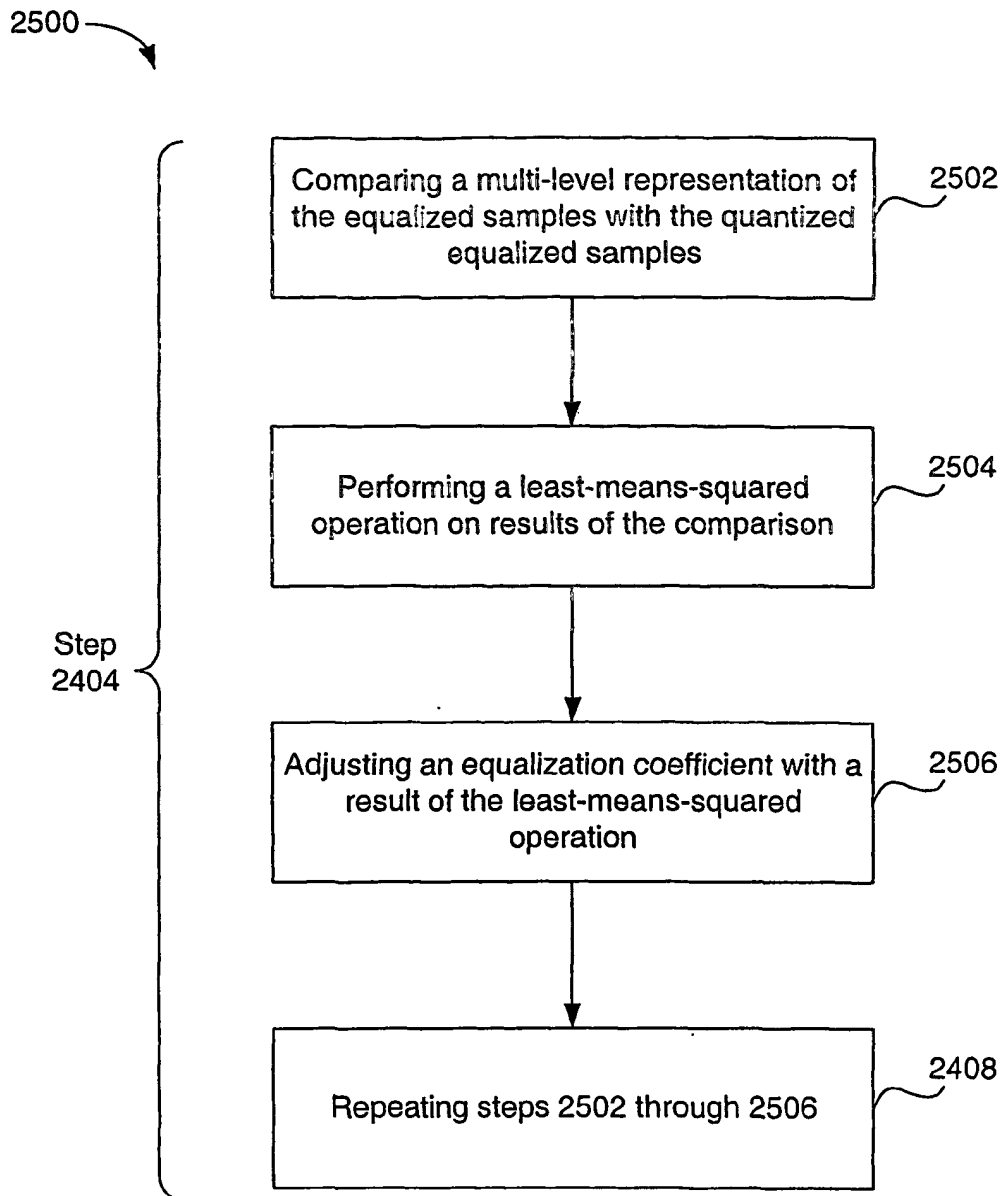 2500
Comparing a multi-level representation of
the equalized samples with the quantized
equalized samples
2502
Performing a least-means-squared
operation on results of the comparison
2504
Step
2404
Adjusting an equalization coefficient with a
result of the least-means-squared
operation
2506
Repeating steps 2502 through 2506
2408